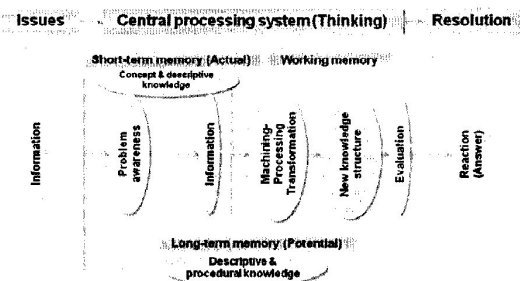 Issues
Central processing system (Thinking)
Resolution
Short-term memory (Actual)
Working memory
Concept & descriptive
knowledge
Information
Problem
awareness
Information
Machining-
Processing
Transformation
New knowledge
structure
Evaluation
Reaction
(Answer)
Long-term memory (Potential)
Descriptive &
procedural knowledge